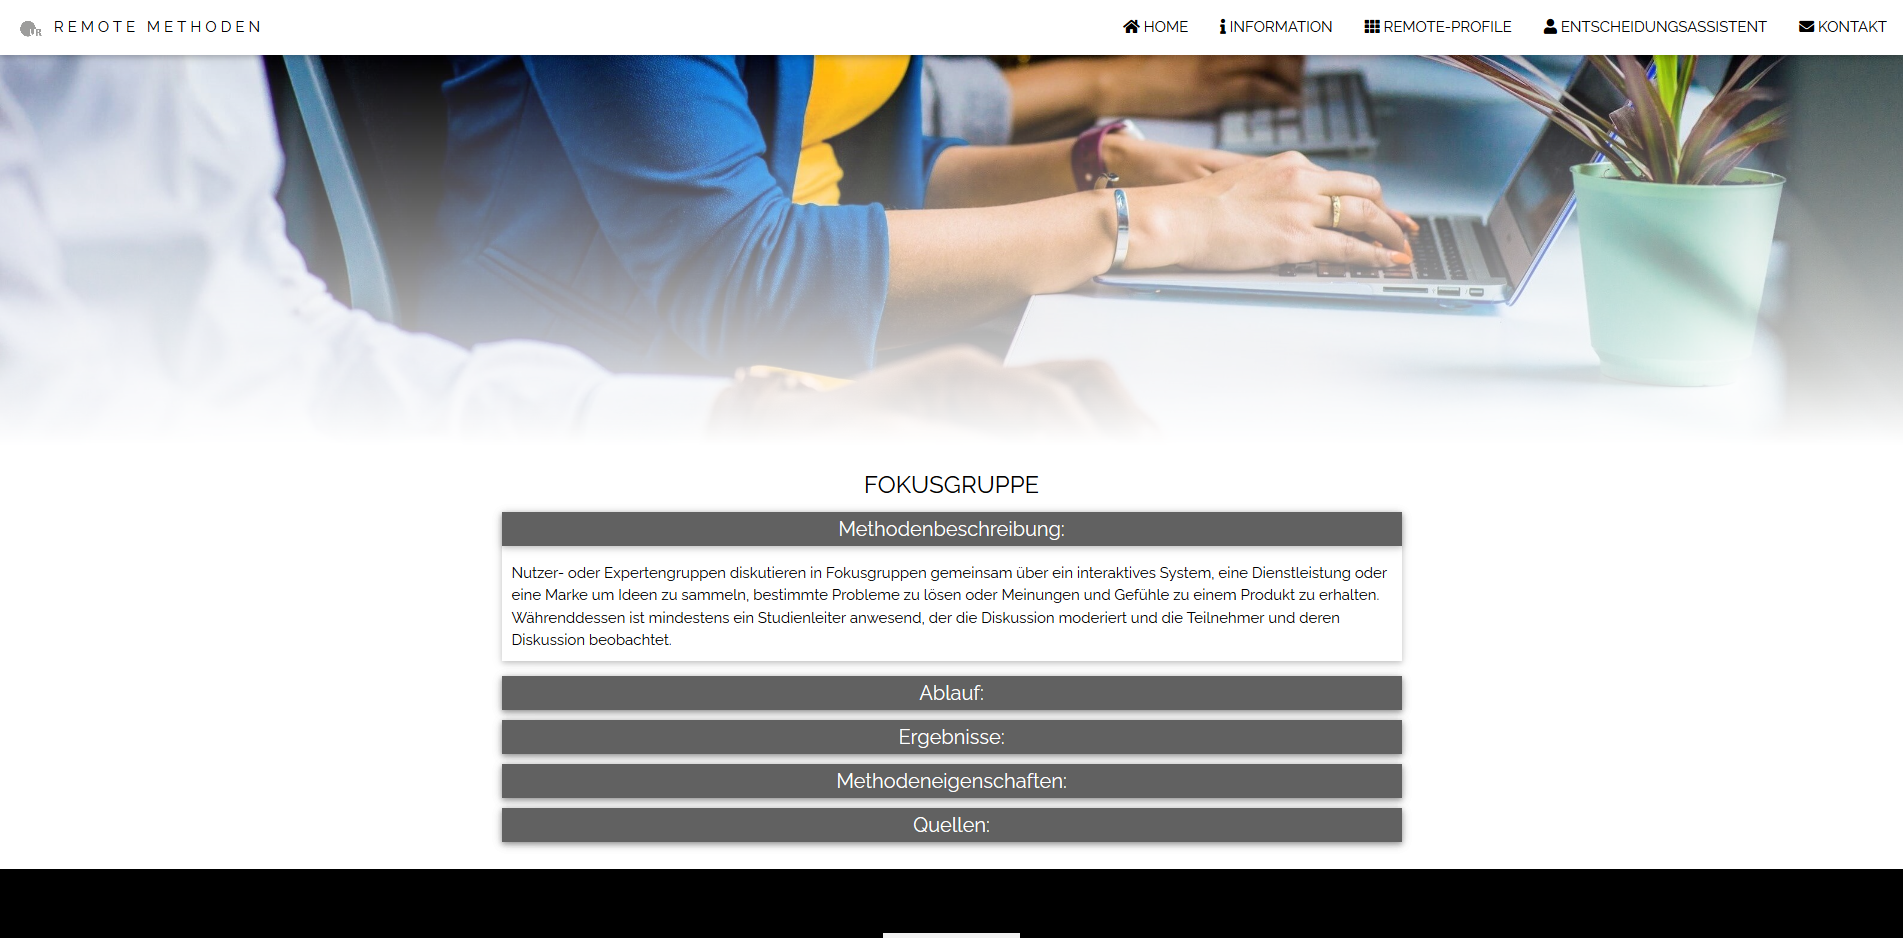 UR REMOTE METHODEN
HOME INFORMATION REMOTE-PROFILE ENTSCHEIDUNGSASSISTENT KONTAKT
FOKUSGRUPPE
Methodenbeschreibung:
Nutzer- oder Expertengruppen diskutieren in Fokusgruppen gemeinsam über ein interaktives System, eine Dienstleistung oder
eine Marke um Ideen zu sammeln, bestimmte Probleme zu lösen oder Meinungen und Gefühle zu einem Produkt zu erhalten.
Währenddessen ist mindestens ein Studienleiter anwesend, der die Diskussion moderiert und die Teilnehmer und deren
Diskussion beobachtet.
Ablauf:
Ergebnisse:
Methodeneigenschaften:
Quellen: